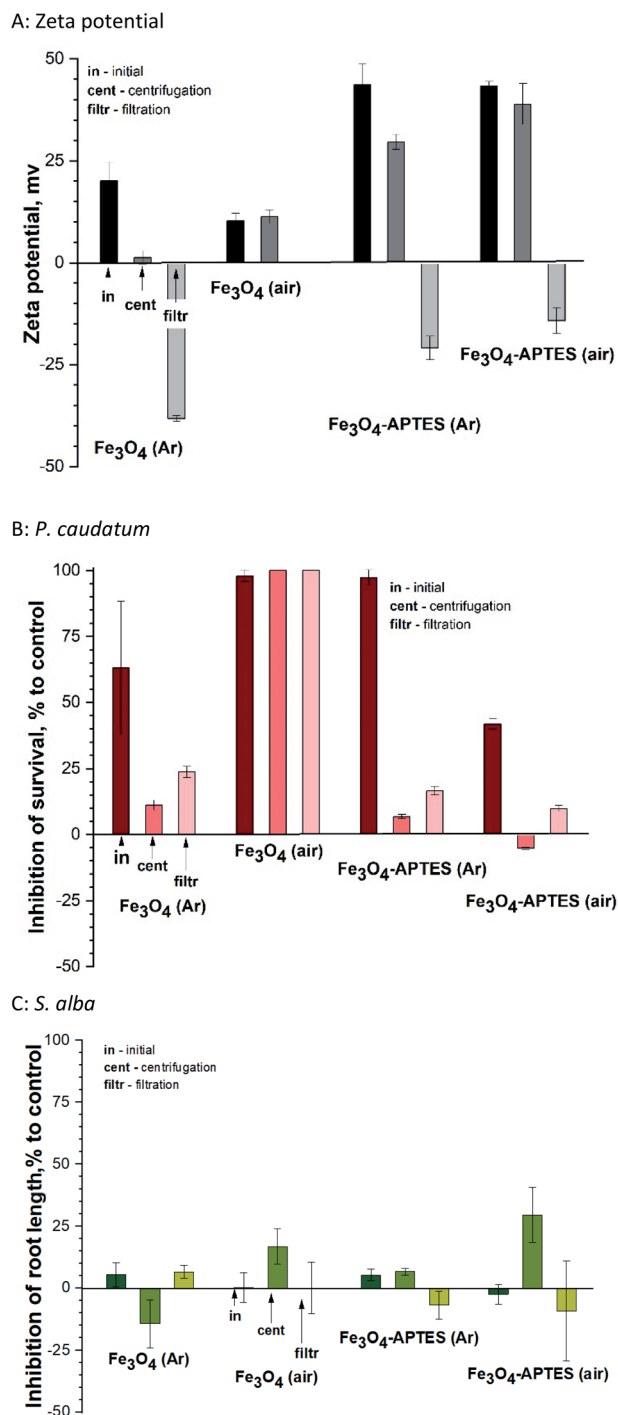 A: Zeta potential
in - initial
cent - centrifugation
filtr - filtration
Zeta potential, mv
50
25
0
-25
-50
in
cent
filtr
Fe3O4 (Ar)
Fe3O4 (air)
Fe3O4-APTES (Ar)
Fe3O4-APTES (air)
B: P. caudatum
in - initial
cent - centrifugation
filtr - filtration
Inhibition of survival, % to control
100
75
50
25
0
-25
-50
in
cent
filtr
Fe3O4 (Ar)
Fe3O4 (air)
Fe3O4-APTES (Ar)
Fe3O4-APTES (air)
C: S. alba
in - initial
cent - centrifugation
filtr - filtration
Inhibition of root length,% to control
100
75
50
25
0
-25
-50
Fe3O4 (Ar)
in
cent
filtr
Fe3O4 (air)
Fe3O4-APTES (Ar)
Fe3O4-APTES (air)